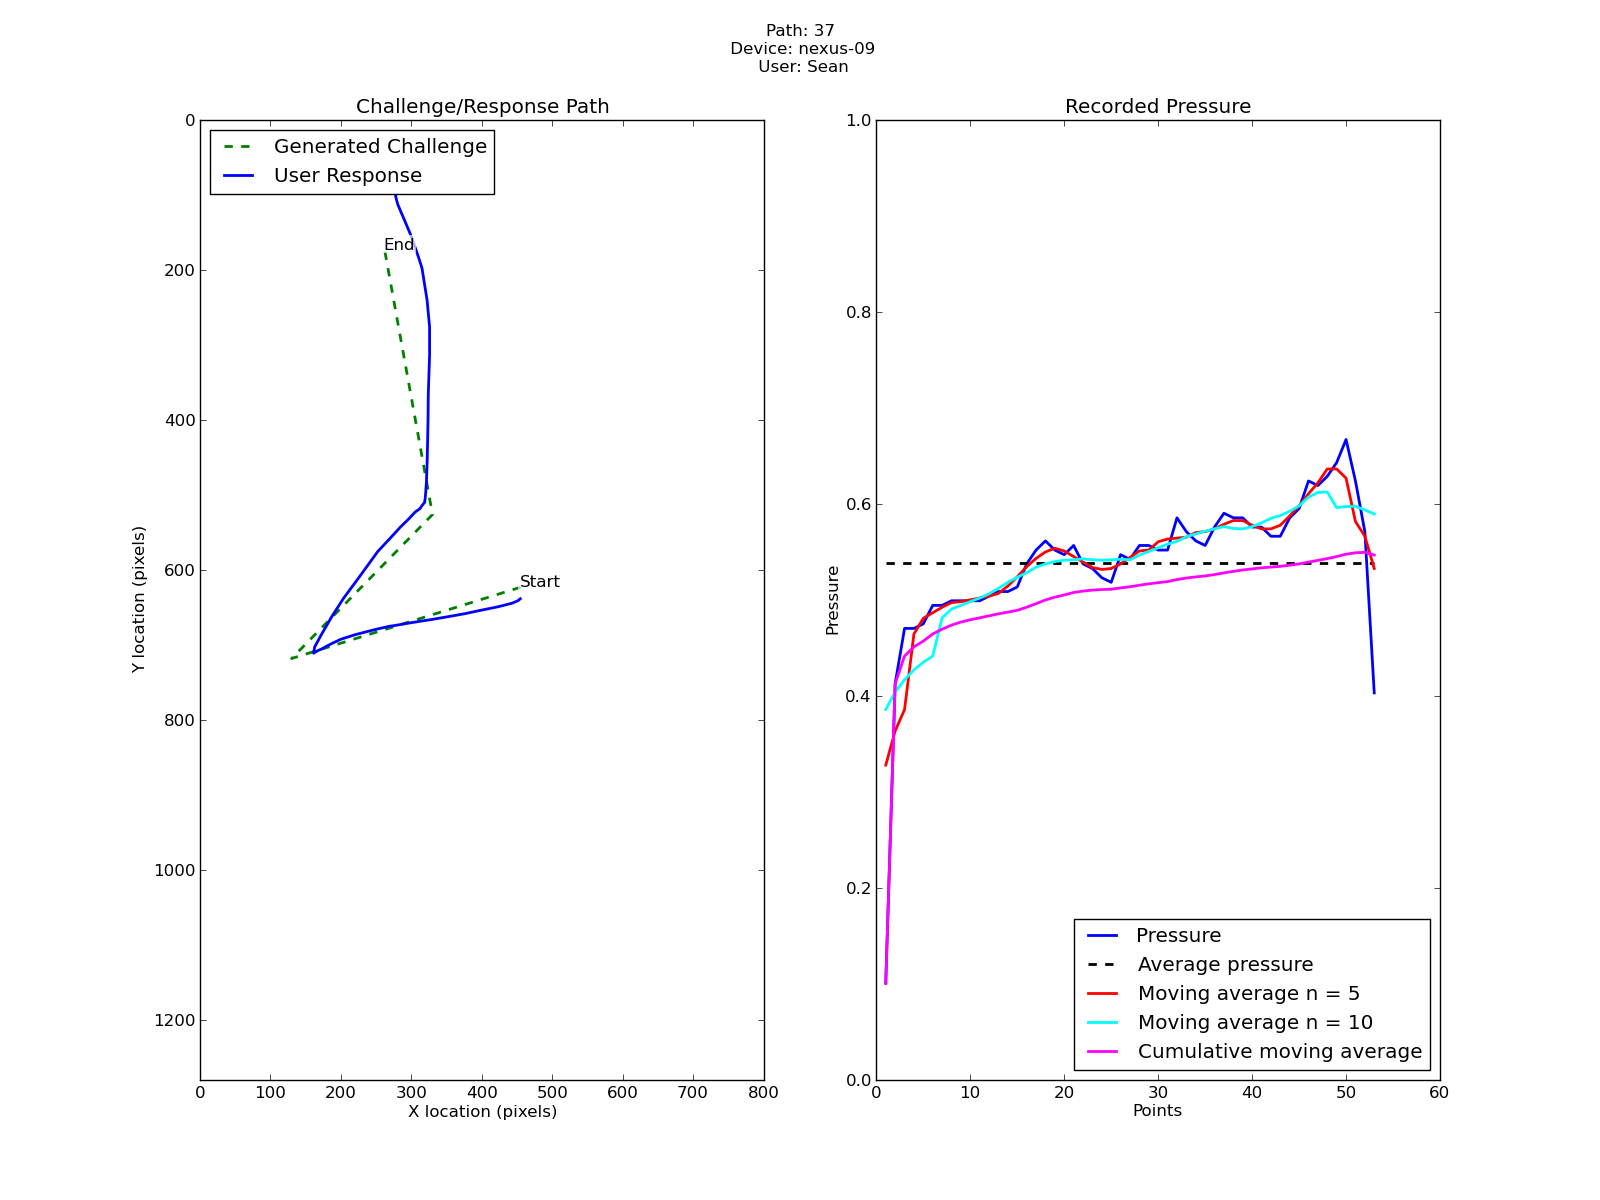 Path: 37
Device: nexus-09
User: Sean
Challenge/Response Path
Generated Challenge
User Response
End
Start
0
200
400
600
800
1000
1200
Y location (pixels)
0 100 200 300 400 500 600 700 800
X location (pixels)
Recorded Pressure
1.0
0.8
0.6
0.4
0.2
0.0
Pressure
Pressure
Average pressure
Moving average n = 5
Moving average n = 10
Cumulative moving average
0 10 20 30 40 50 60
Points